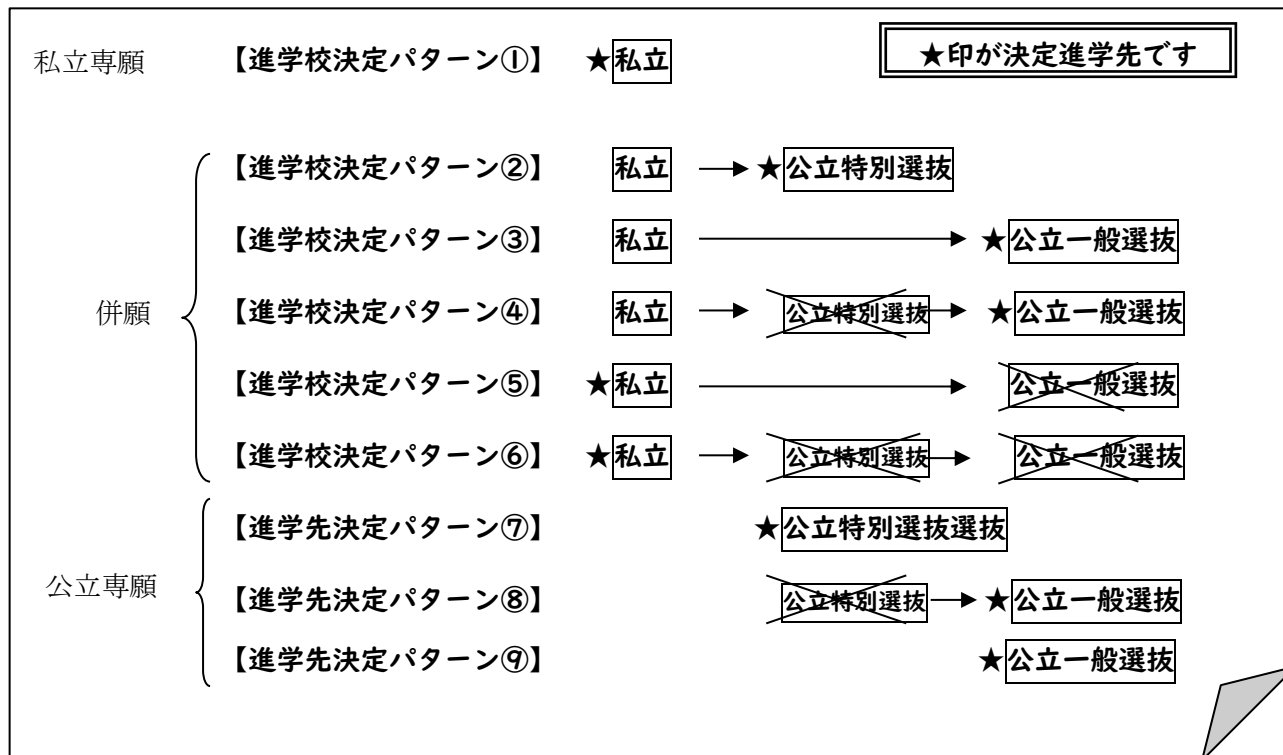 私立専願 【進学校決定パターン①】 ★私立 ★印が決定進学先です
【進学校決定パターン②】 私立 → ★公立特別選抜
【進学校決定パターン③】 私立 → ★公立一般選抜
併願 【進学校決定パターン④】 私立 → 公立特別選抜 → ★公立一般選抜
【進学校決定パターン⑤】 ★私立 → 公立一般選抜
【進学校決定パターン⑥】 ★私立 → 公立特別選抜 → 公立一般選抜
【進学先決定パターン⑦】 ★公立特別選抜選抜
公立専願 【進学先決定パターン⑧】 公立特別選抜 → ★公立一般選抜
【進学先決定パターン⑨】 ★公立一般選抜